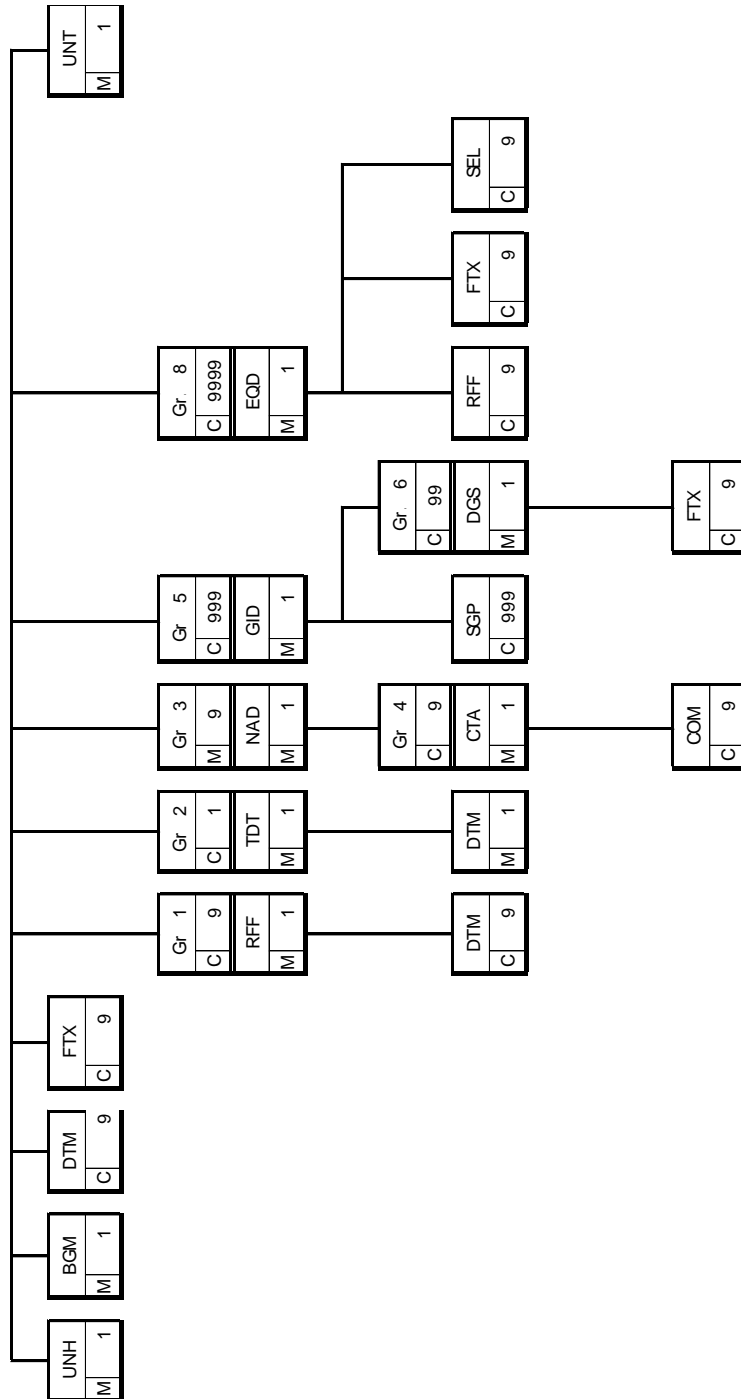 UNH
M 1
BGM
M 1
DTM
C 9
FTX
C 9
Gr 1
C 9
RFF
M 1
DTM
C 9
Gr 2
C 1
TDT
M 1
DTM
M 1
Gr 3
M 9
NAD
M 1
Gr 4
C 9
CTA
M 1
COM
C 9
Gr 5
C 999
GID
M 1
SGP
C 999
Gr. 6
C 99
DGS
M 1
FTX
C 9
Gr. 8
C 9999
EQD
M 1
RFF
C 9
FTX
C 9
SEL
C 9
UNT
M 1